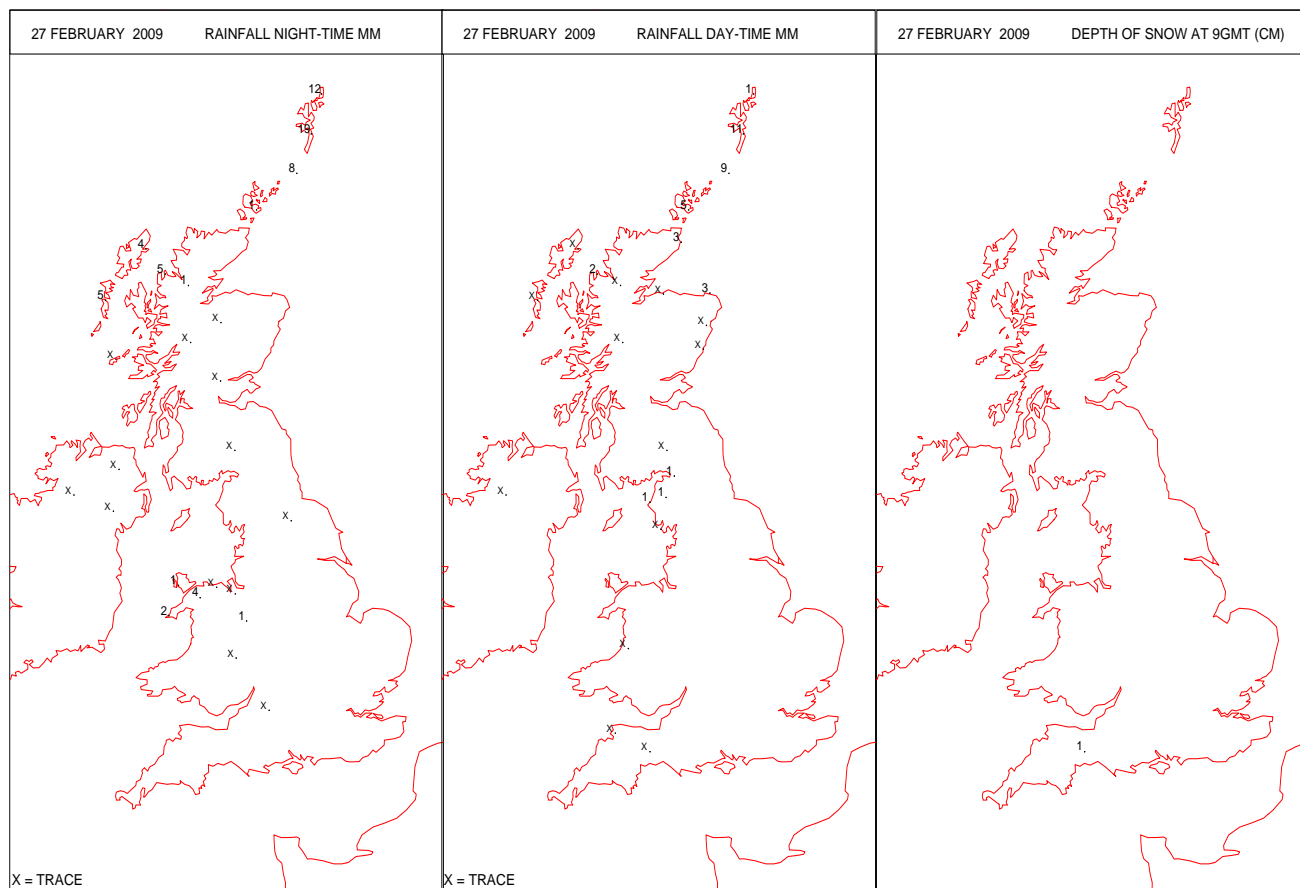 27 FEBRUARY 2009 RAINFALL NIGHT-TIME MM
12
19
8
1
4
5
1
5
X
X
X
X
X
X
X
X
X
1
X
4
X
2
1
X
X
X = TRACE
27 FEBRUARY 2009 RAINFALL DAY-TIME MM
1
11
9
5
3
X
2
X
X
3
X
X
X
X
X
1
X
1
1
X
X
X
X
X = TRACE
27 FEBRUARY 2009 DEPTH OF SNOW AT 9GMT (CM)
1